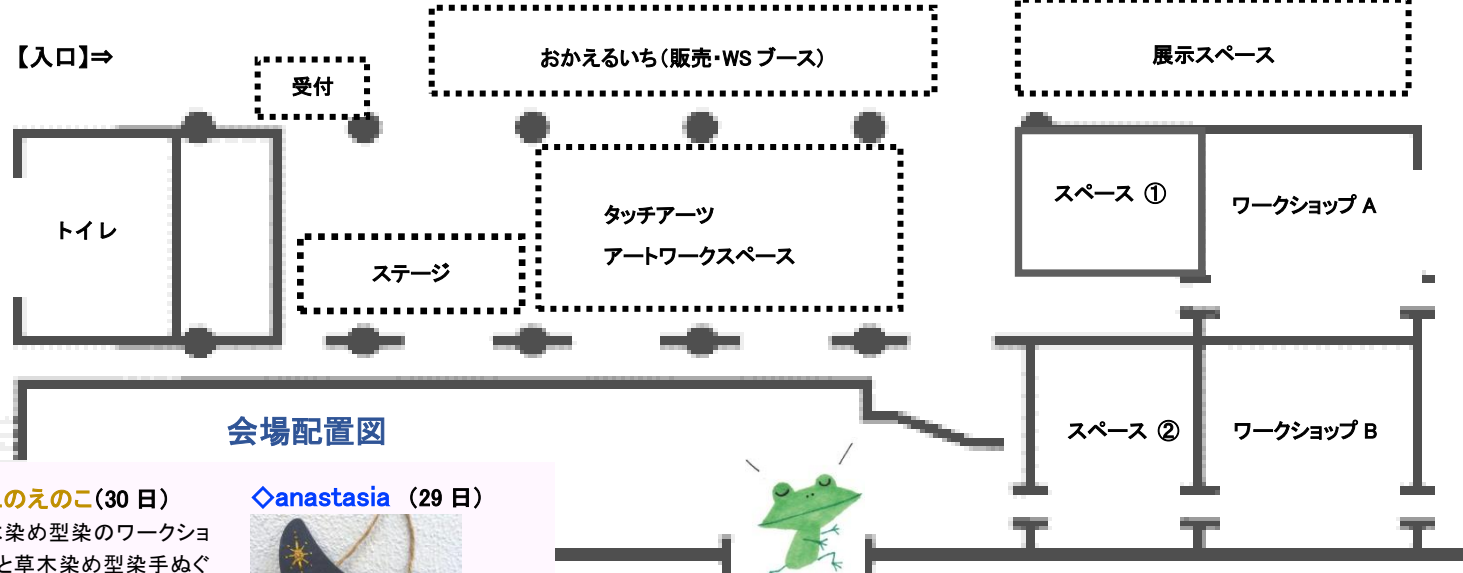 【入口】⇒
受付
おかえるいち（販売・WS ブース）
展示スペース
トイレ
ステージ
タッチアーツ
アートワークスペース
スペース ①
ワークショップ A
スペース ②
ワークショップ B
会場配置図
のえのこ（30 日）
染め型染のワークショ
と草木染め型染手ぬぐ
◇anastasia （29 日）